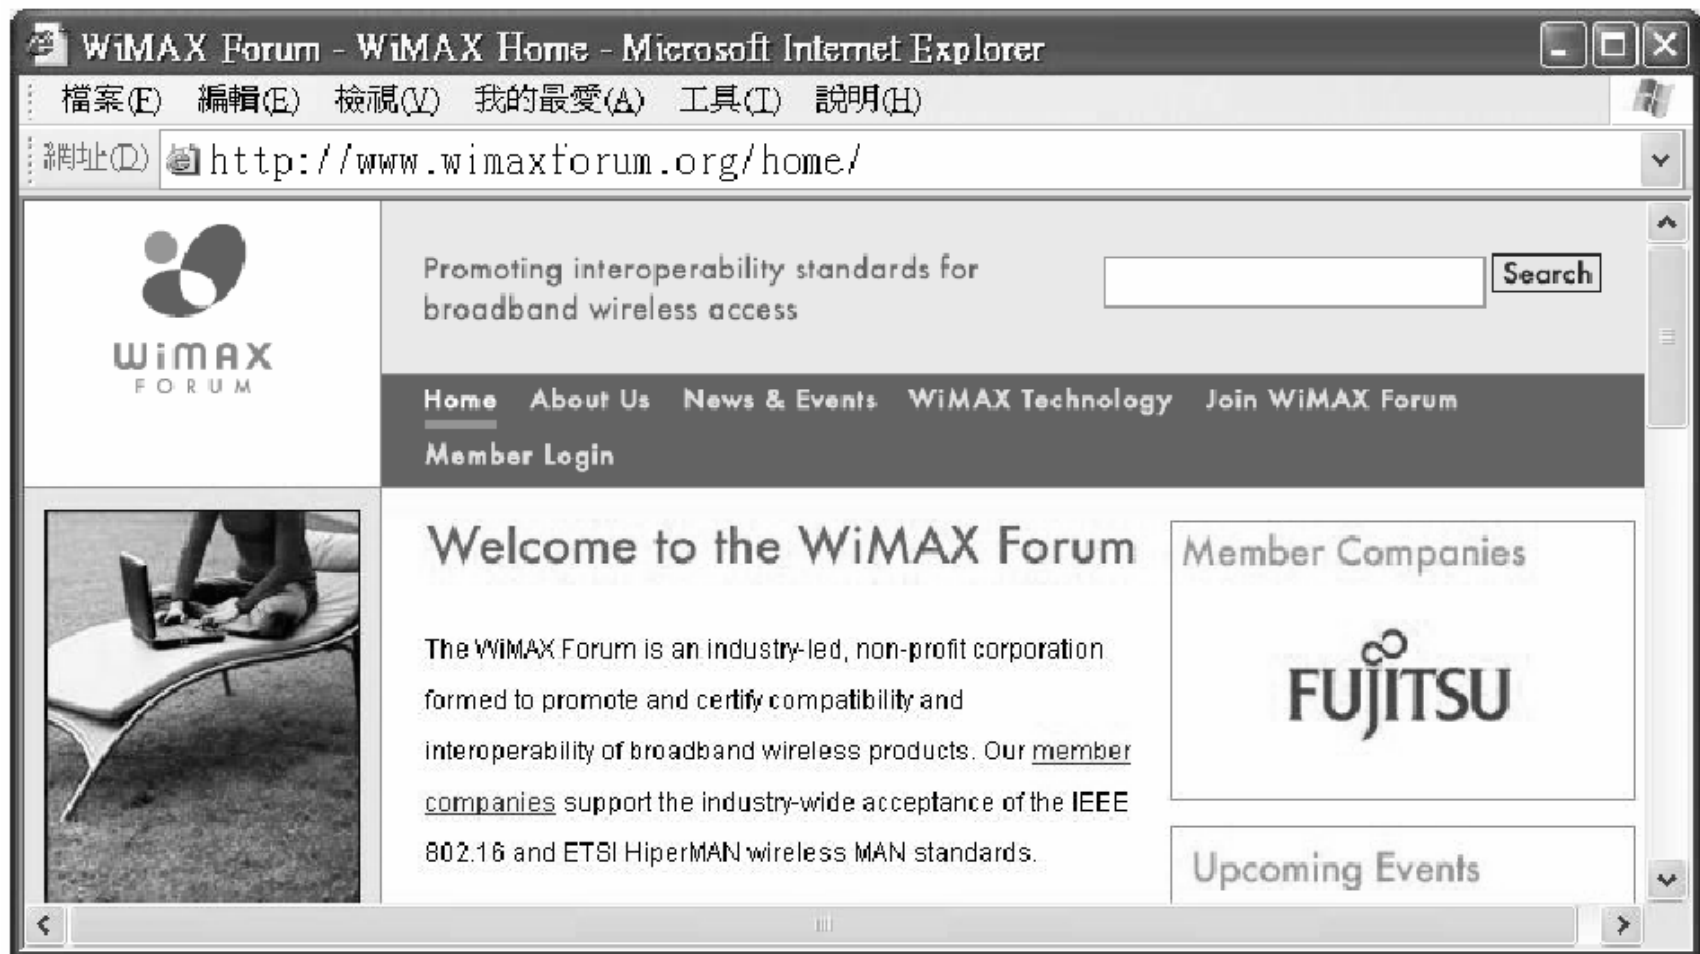 WiMAX Forum - WiMAX Home - Microsoft Internet Explorer
檔案(F) 編輯(E) 檢視(V) 我的最愛(A) 工具(T) 說明(H)
網址(D) http://www.wimaxforum.org/home/
WiMAX
FORUM
Promoting interoperability standards for
broadband wireless access
Search
Home About Us News & Events WiMAX Technology Join WiMAX Forum
Member Login
Welcome to the WiMAX Forum
The WiMAX Forum is an industry-led, non-profit corporation
formed to promote and certify compatibility and
interoperability of broadband wireless products. Our member
companies support the industry-wide acceptance of the IEEE
802.16 and ETSI HiperMAN wireless MAN standards.
Member Companies
FUJITSU
Upcoming Events